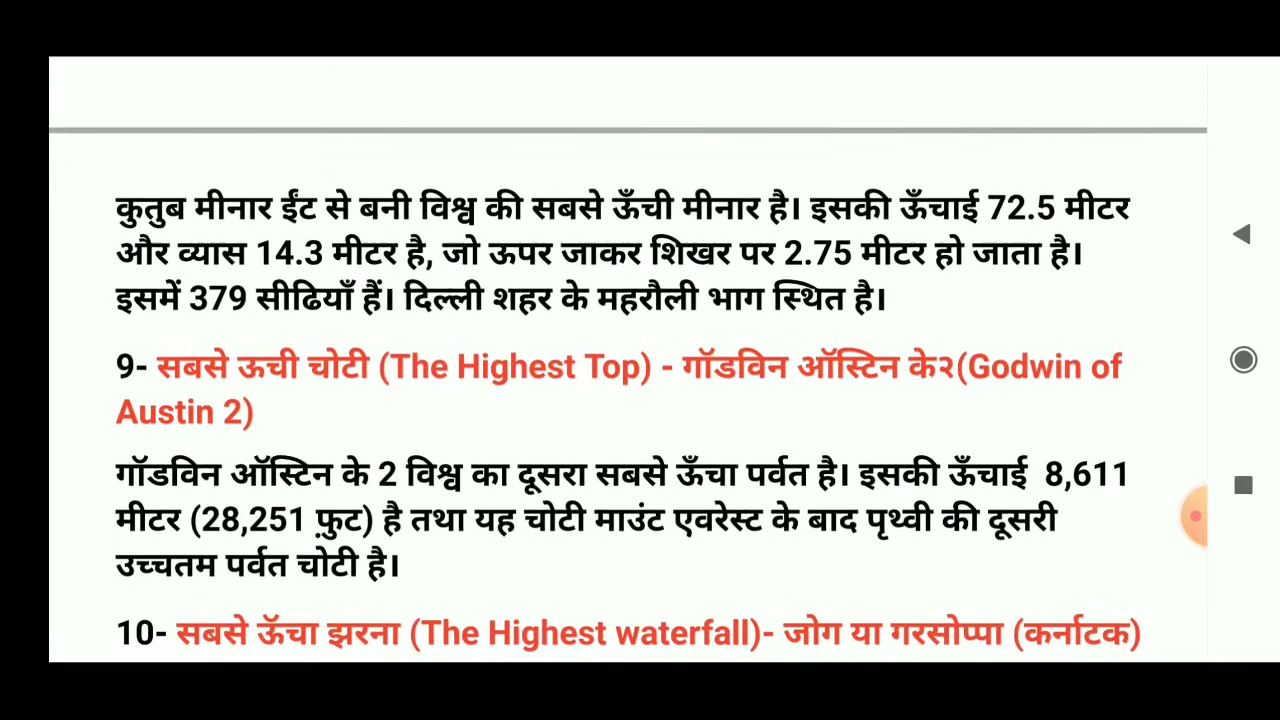 कुतुब मीनार ईंट से बनी विश्व की सबसे ऊँची मीनार है। इसकी ऊँचाई 72.5 मीटर
और व्यास 14.3 मीटर है, जो ऊपर जाकर शिखर पर 2.75 मीटर हो जाता है।
इसमें 379 सीढियाँ हैं। दिल्ली शहर के महरौली भाग स्थित है।
9- सबसे ऊची चोटी (The Highest Top) - गॉडविन ऑस्टिन के२(Godwin of
Austin 2)
गॉडविन ऑस्टिन के 2 विश्व का दूसरा सबसे ऊँचा पर्वत है। इसकी ऊँचाई 8,611
मीटर (28,251 फ़ुट) है तथा यह चोटी माउंट एवरेस्ट के बाद पृथ्वी की दूसरी
उच्चतम पर्वत चोटी है।
10- सबसे ऊॅचा झरना (The Highest waterfall)- जोग या गरसोप्पा (कर्नाटक)